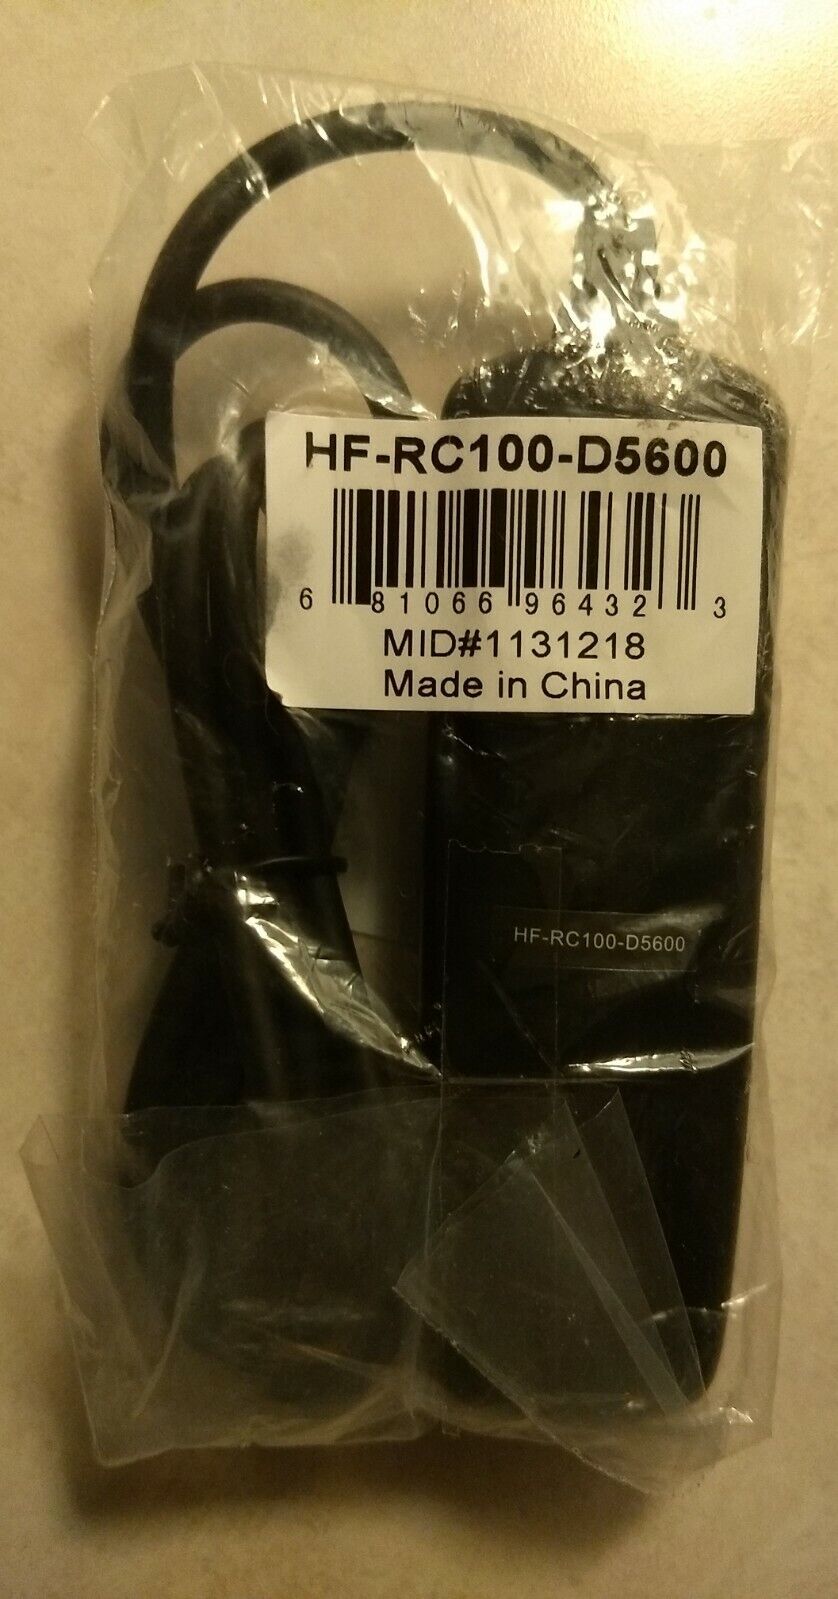 HF-RC100-D5600
6 81066 96432 3
MID#1131218
Made in China
HF-RC100-D5600